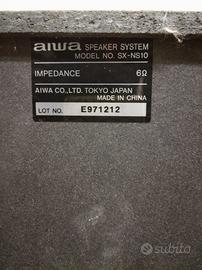 aiwa SPEAKER SYSTEM
MODEL NO. SX-NS10
IMPEDANCE 6Ω
AIWA CO.,LTD. TOKYO JAPAN
MADE IN CHINA
LOT NO. E971212
subito